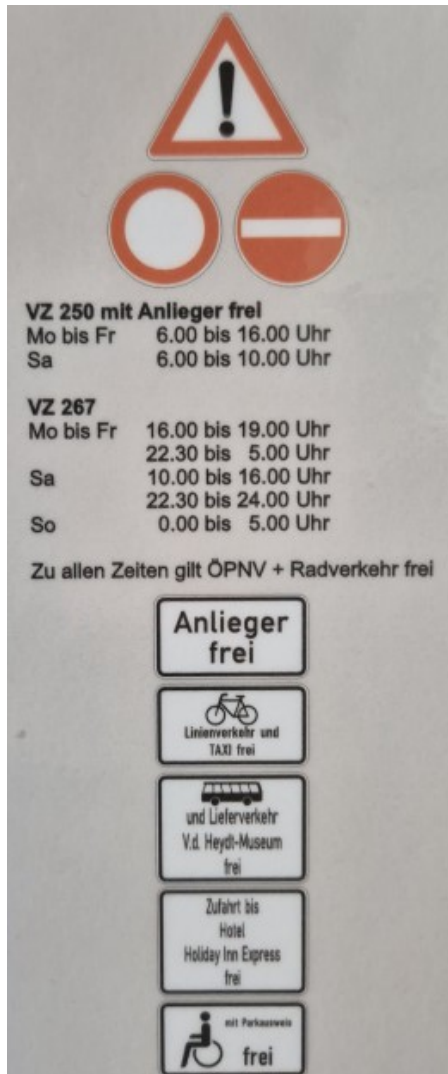 VZ 250 mit Anlieger frei
Mo bis Fr 6.00 bis 16.00 Uhr
Sa 6.00 bis 10.00 Uhr
VZ 267
Mo bis Fr 16.00 bis 19.00 Uhr
22.30 bis 5.00 Uhr
Sa 10.00 bis 16.00 Uhr
22.30 bis 24.00 Uhr
So 0.00 bis 5.00 Uhr
Zu allen Zeiten gilt ÖPNV + Radverkehr frei
Anlieger
frei
Linienverkehr und
TAXI frei
und Lieferverkehr
V.d. Heydt-Museum
frei
Zufahrt bis
Hotel
Holiday Inn Express
frei
mit Parkausweis
frei